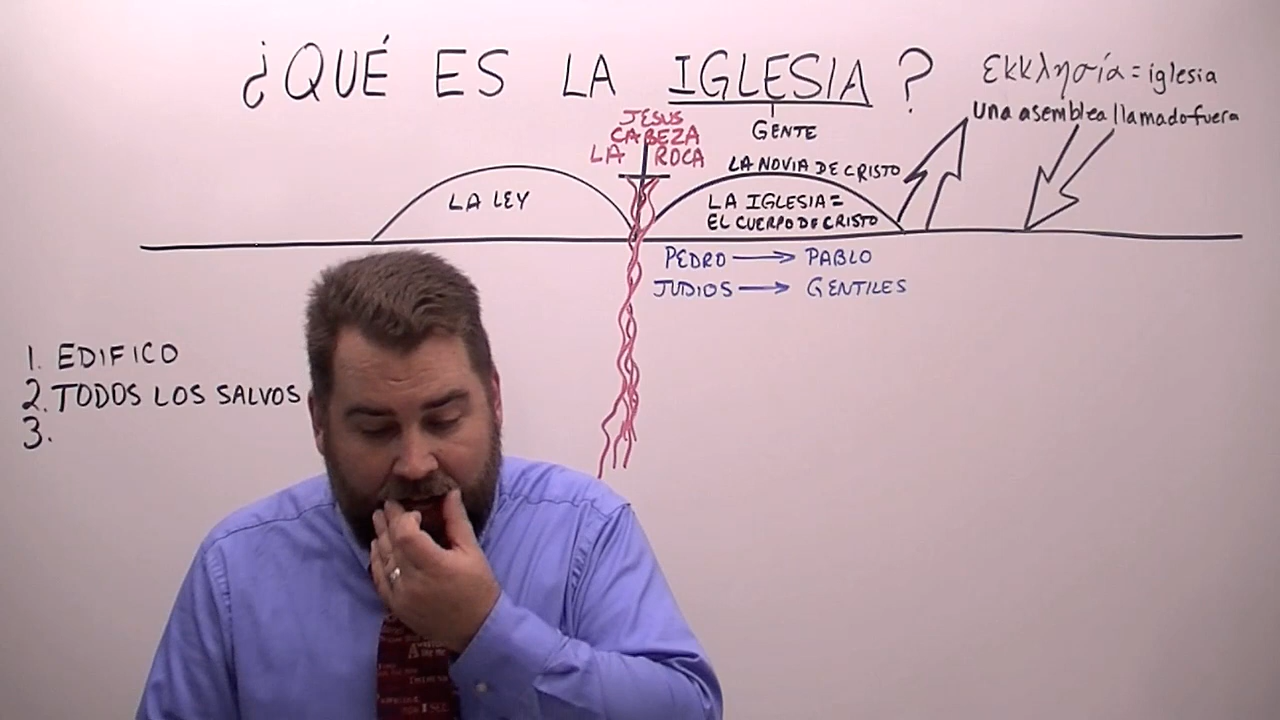 ¿QUÉ ES LA IGLESIA?
εκκλησία = iglesia
una asemblea llamado fuera
GENTE
JESUS
CABEZA
LA ROCA
LA NOVIA DE CRISTO
LA LEY
LA IGLESIA =
EL CUERPO DE CRISTO
PEDRO → PABLO
JUDIOS → GENTILES
1. EDIFICO
2. TODOS LOS SALVOS
3.